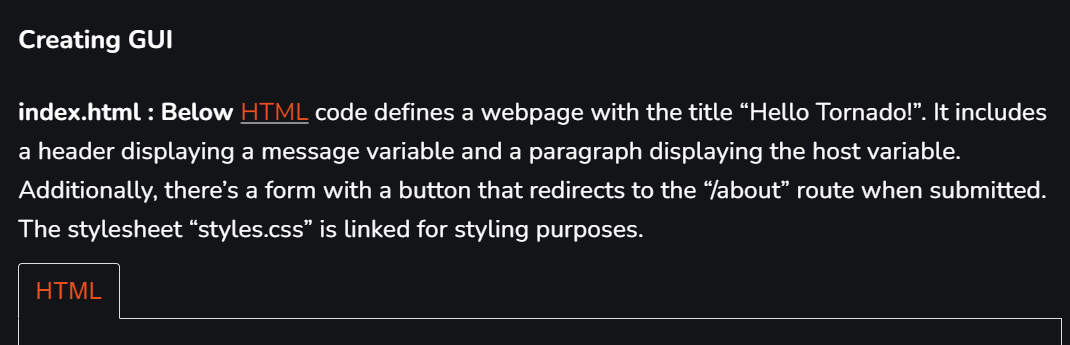 Creating GUI
index.html : Below HTML code defines a webpage with the title “Hello Tornado!”. It includes
a header displaying a message variable and a paragraph displaying the host variable.
Additionally, there’s a form with a button that redirects to the “/about” route when submitted.
The stylesheet “styles.css” is linked for styling purposes.
HTML